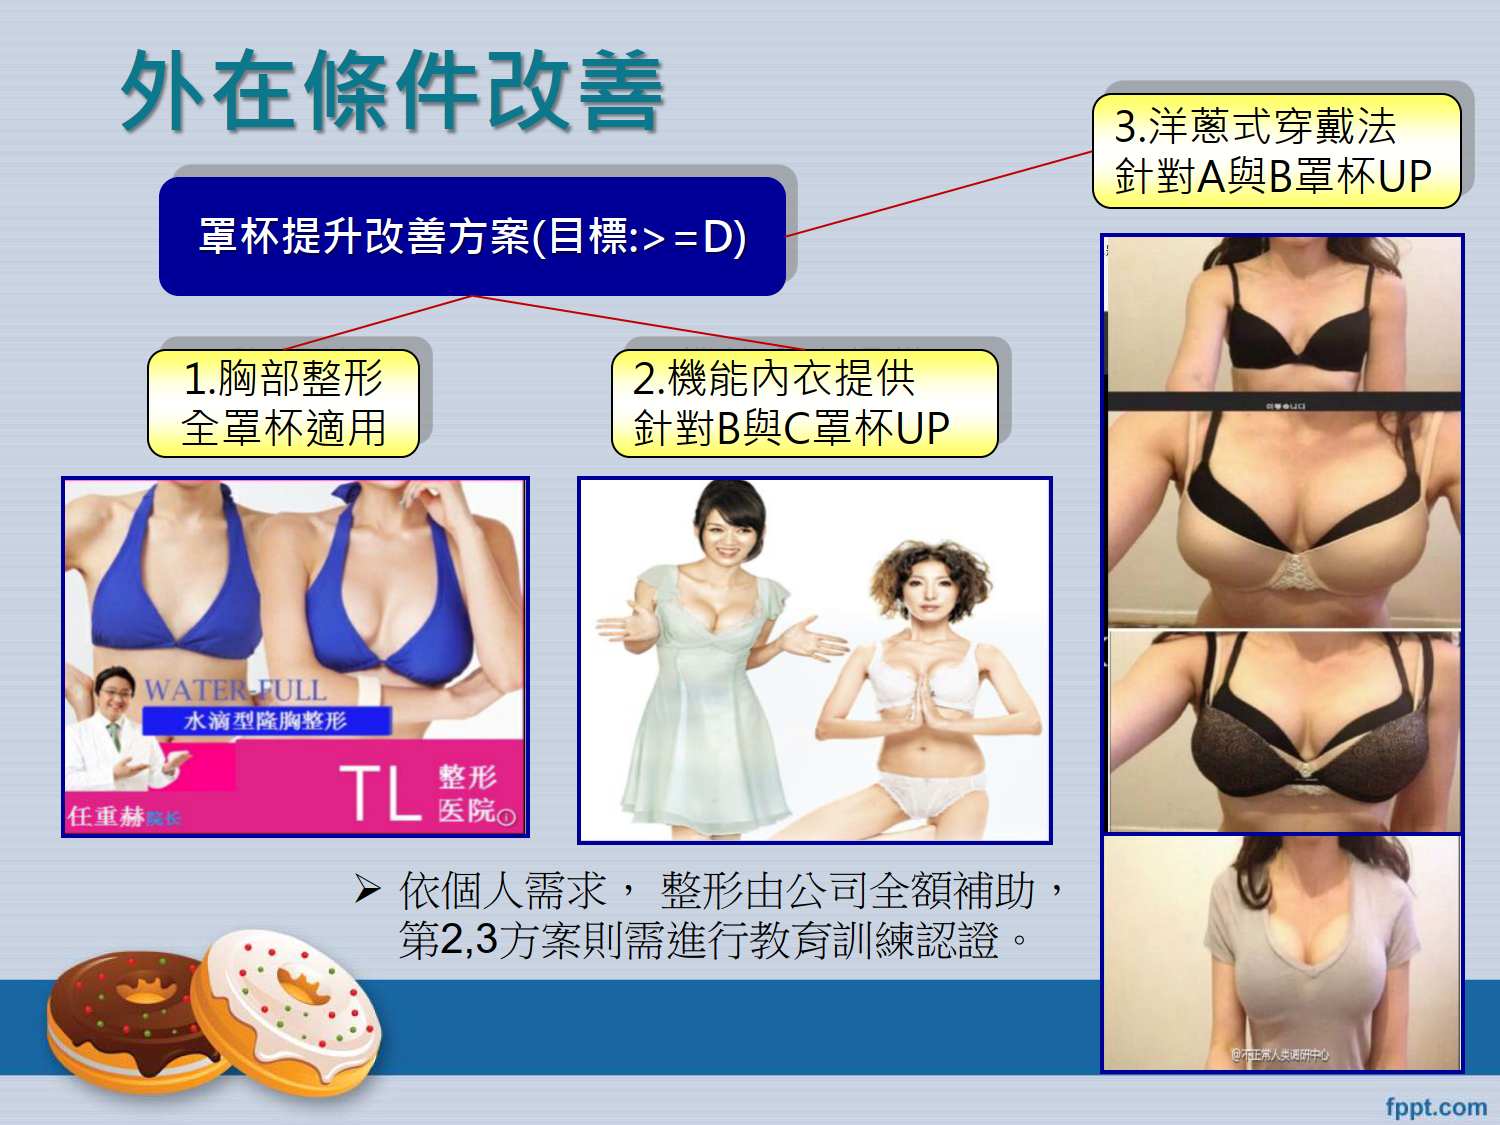 外在條件改善
罩杯提升改善方案(目標:>=D)
3.洋蔥式穿戴法
針對A與B罩杯UP
1.胸部整形
全罩杯適用
2.機能內衣提供
針對B與C罩杯UP
WATER-FULL
水滴型隆胸整形
TL 整形
医院
任重赫院长
➢ 依個人需求， 整形由公司全額補助，
第2,3方案則需進行教育訓練認證。
@不正常人类调研中心
fppt.com